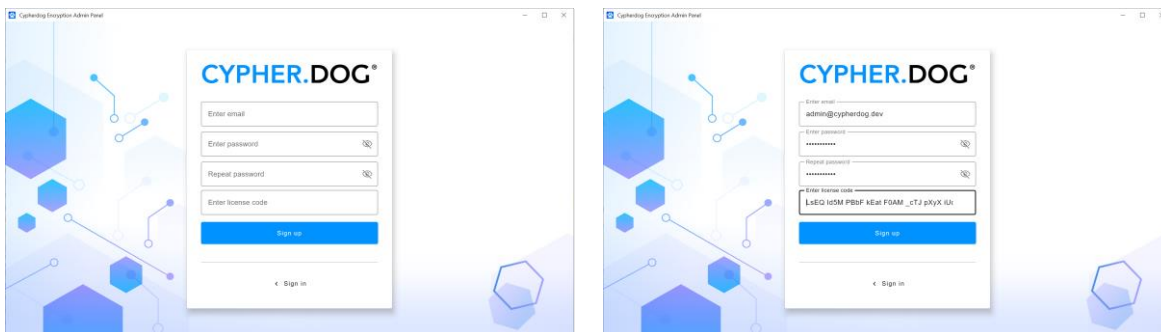 Cypherdog Encryption Admin Panel
CYPHER.DOG®
Enter email
Enter password
Repeat password
Enter license code
Sign up
‹ Sign in
Cypherdog Encryption Admin Panel
CYPHER.DOG®
Enter email
admin@cypherdog.dev
Enter password
•••••••••••
Repeat password
•••••••••••
Enter license code
LsEQ Id5M PBbF kEat F0AM _cTJ pXyX
Sign up
‹ Sign in